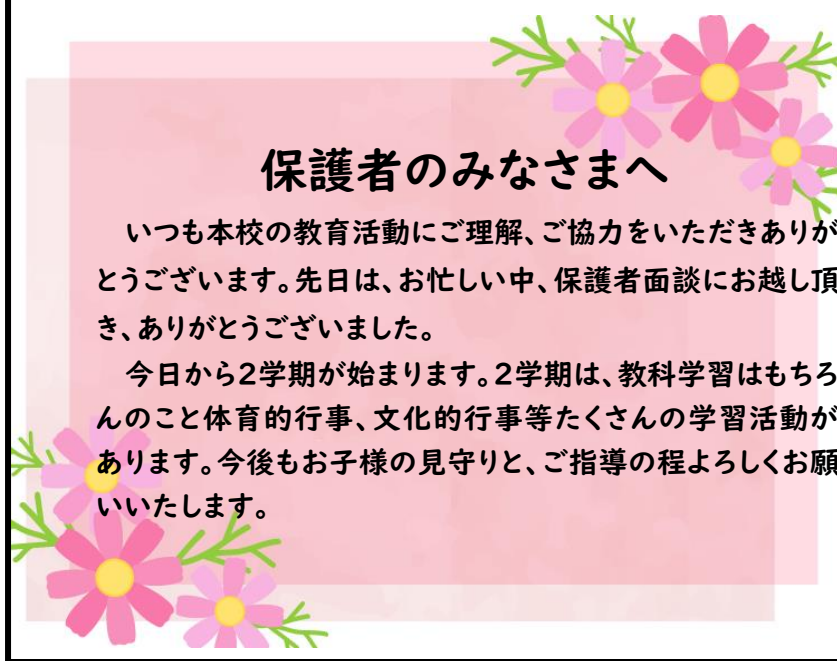 保護者のみなさまへ
　いつも本校の教育活動にご理解、ご協力をいただきありが
とうございます。先日は、お忙しい中、保護者面談にお越し頂
き、ありがとうございました。
　今日から2学期が始まります。2学期は、教科学習はもちろ
んのこと体育的行事、文化的行事等たくさんの学習活動が
あります。今後もお子様の見守りと、ご指導の程よろしくお願
いいたします。